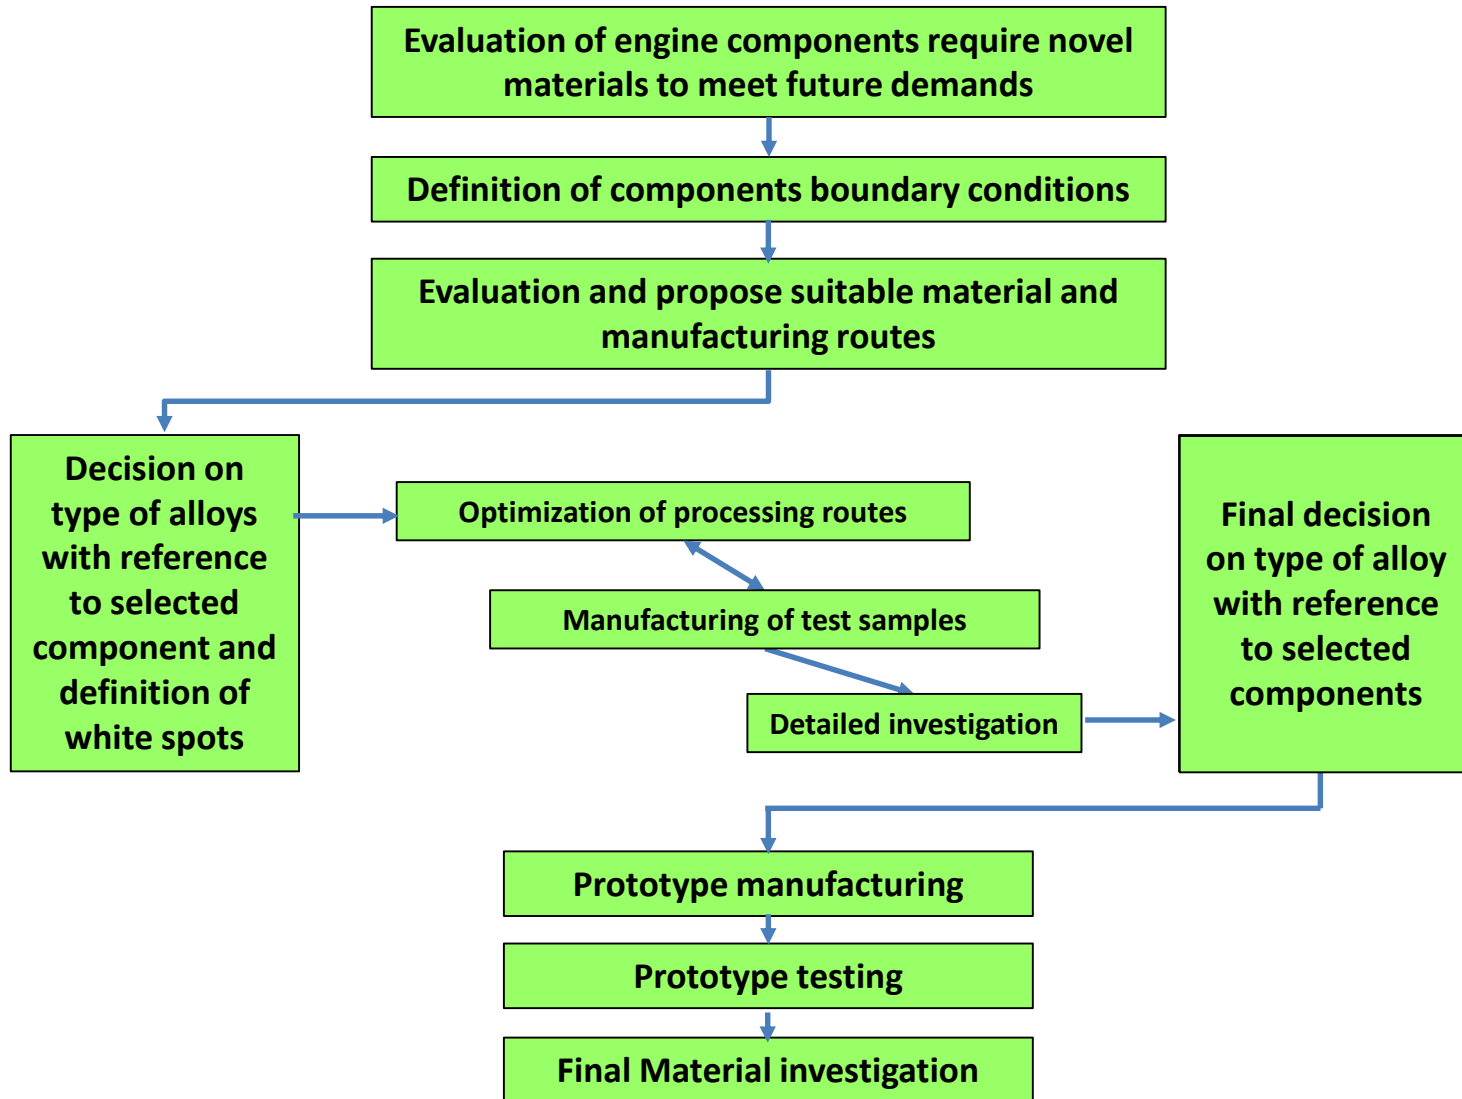 Evaluation of engine components require novel
materials to meet future demands
Definition of components boundary conditions
Evaluation and propose suitable material and
manufacturing routes
Decision on
type of alloys
with reference
to selected
component and
definition of
white spots
Optimization of processing routes
Manufacturing of test samples
Detailed investigation
Final decision
on type of alloy
with reference
to selected
components
Prototype manufacturing
Prototype testing
Final Material investigation